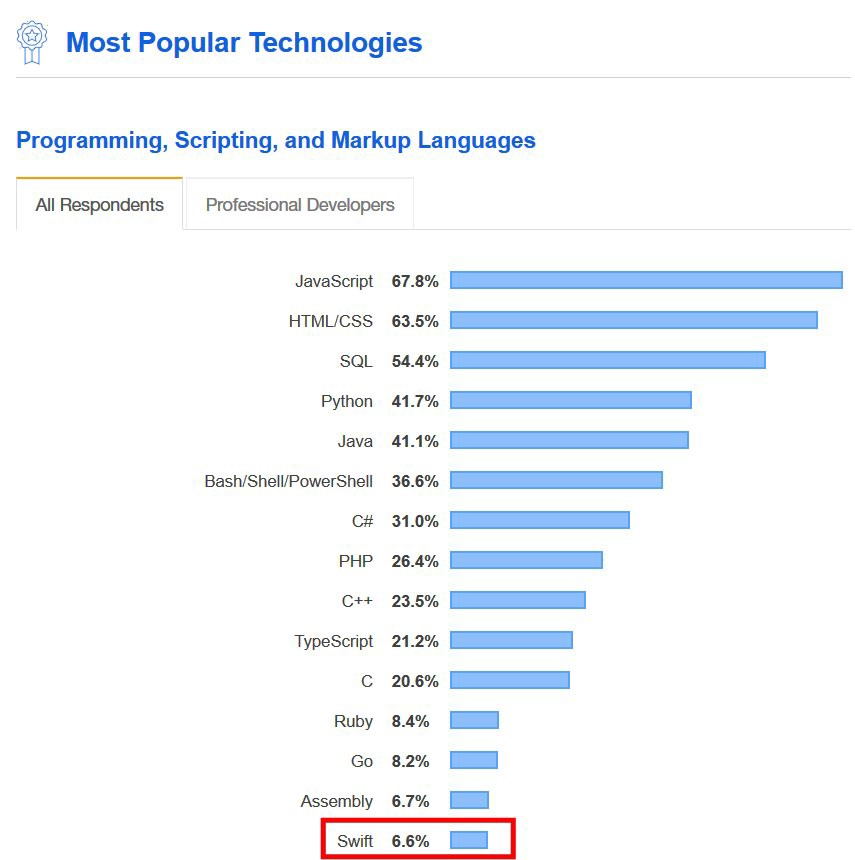 Most Popular Technologies
Programming, Scripting, and Markup Languages
All Respondents Professional Developers
JavaScript 67.8%
HTML/CSS 63.5%
SQL 54.4%
Python 41.7%
Java 41.1%
Bash/Shell/PowerShell 36.6%
C# 31.0%
PHP 26.4%
C++ 23.5%
TypeScript 21.2%
C 20.6%
Ruby 8.4%
Go 8.2%
Assembly 6.7%
Swift 6.6%